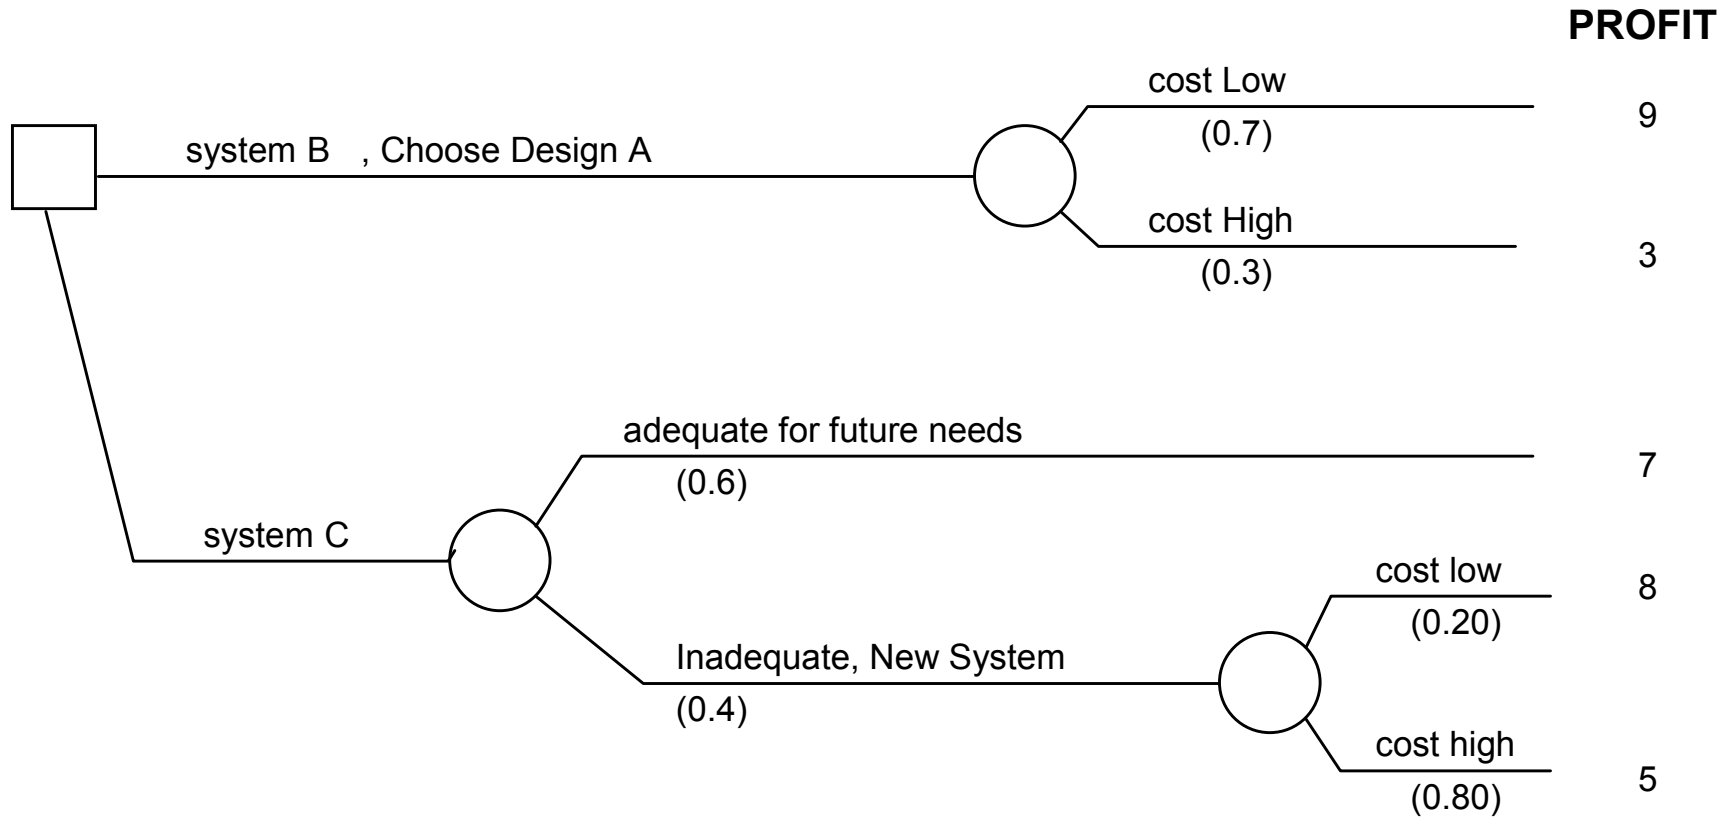 PROFIT
cost Low
9
system B , Choose Design A
(0.7)
cost High
3
(0.3)
adequate for future needs
7
(0.6)
system C
cost low
8
(0.20)
Inadequate, New System
(0.4)
cost high
5
(0.80)